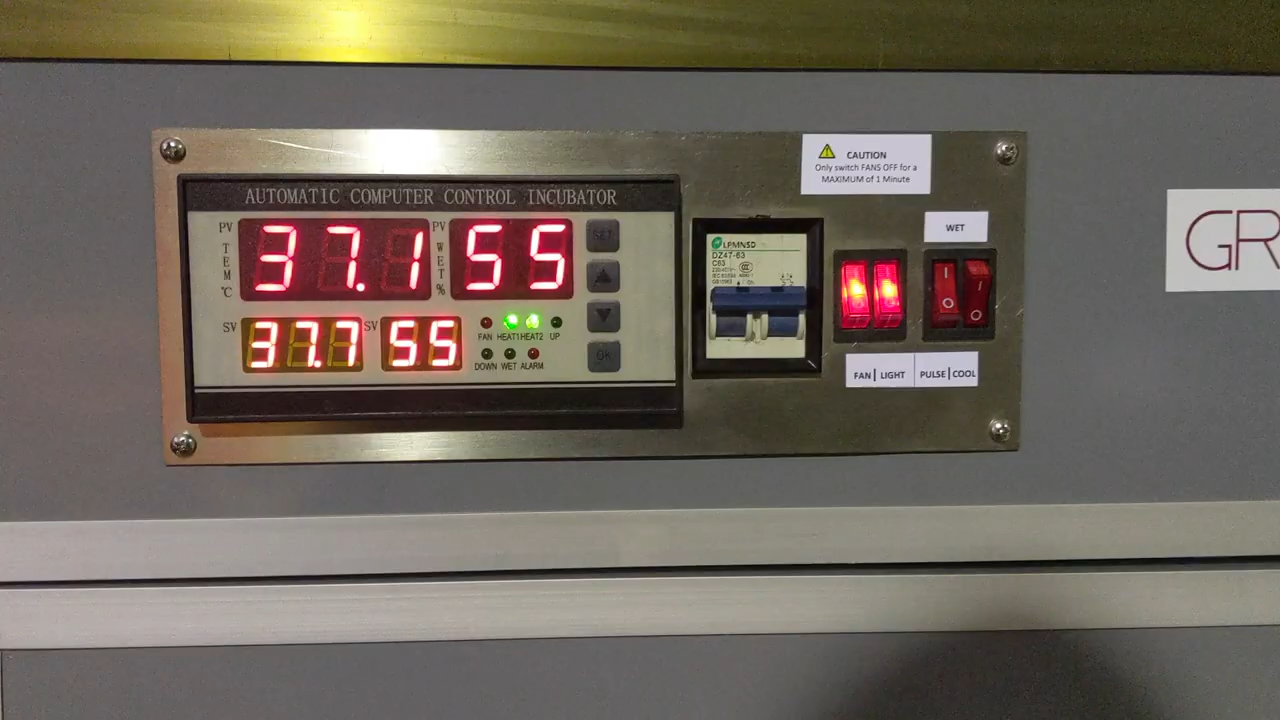 CAUTION
Only switch FANS OFF for a
MAXIMUM of 1 Minute
AUTOMATIC COMPUTER CONTROL INCUBATOR
PV TEM °C 37.1 PV WET % 55 SET
SV 37.7 SV 55
FAN HEAT1 HEAT2 UP
DOWN WET ALARM OK
LPMNSD
DZ47-63
C63
WET
FAN | LIGHT PULSE | COOL
GR